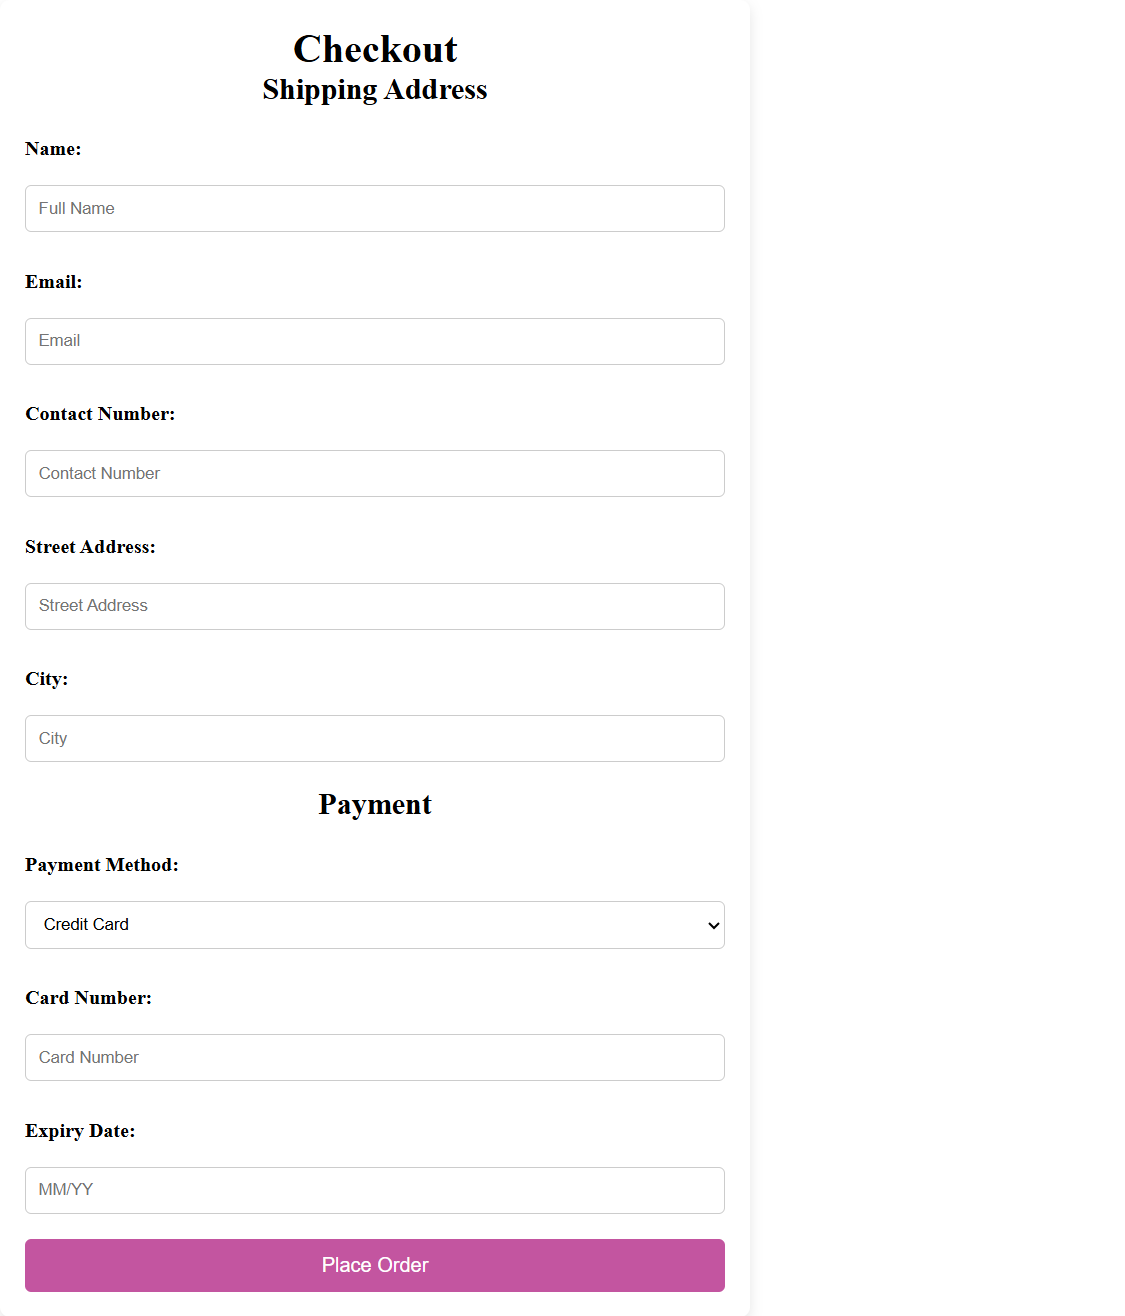 Checkout
Shipping Address
Name:
Full Name
Email:
Email
Contact Number:
Contact Number
Street Address:
Street Address
City:
City
Payment
Payment Method:
Credit Card
Card Number:
Card Number
Expiry Date:
MM/YY
Place Order